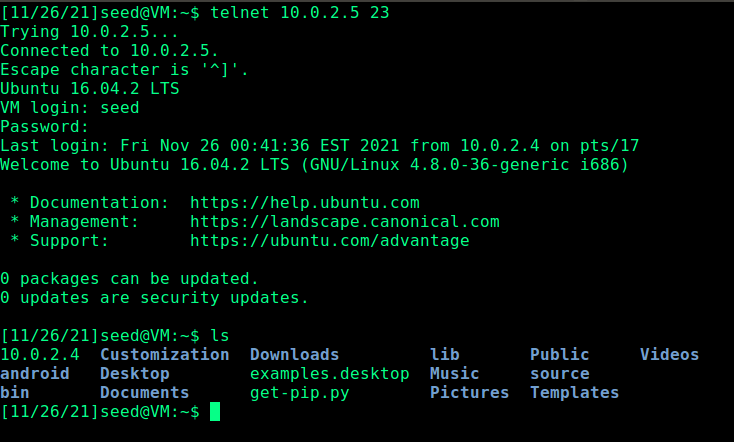 [11/26/21]seed@VM:~$ telnet 10.0.2.5 23
Trying 10.0.2.5...
Connected to 10.0.2.5.
Escape character is '^]'.
Ubuntu 16.04.2 LTS
VM login: seed
Password:
Last login: Fri Nov 26 00:41:36 EST 2021 from 10.0.2.4 on pts/17
Welcome to Ubuntu 16.04.2 LTS (GNU/Linux 4.8.0-36-generic i686)

 * Documentation:  https://help.ubuntu.com
 * Management:     https://landscape.canonical.com
 * Support:        https://ubuntu.com/advantage

0 packages can be updated.
0 updates are security updates.

[11/26/21]seed@VM:~$ ls
10.0.2.4  Customization  Downloads         lib       Public     Videos
android   Desktop        examples.desktop  Music     source
bin       Documents      get-pip.py        Pictures  Templates
[11/26/21]seed@VM:~$